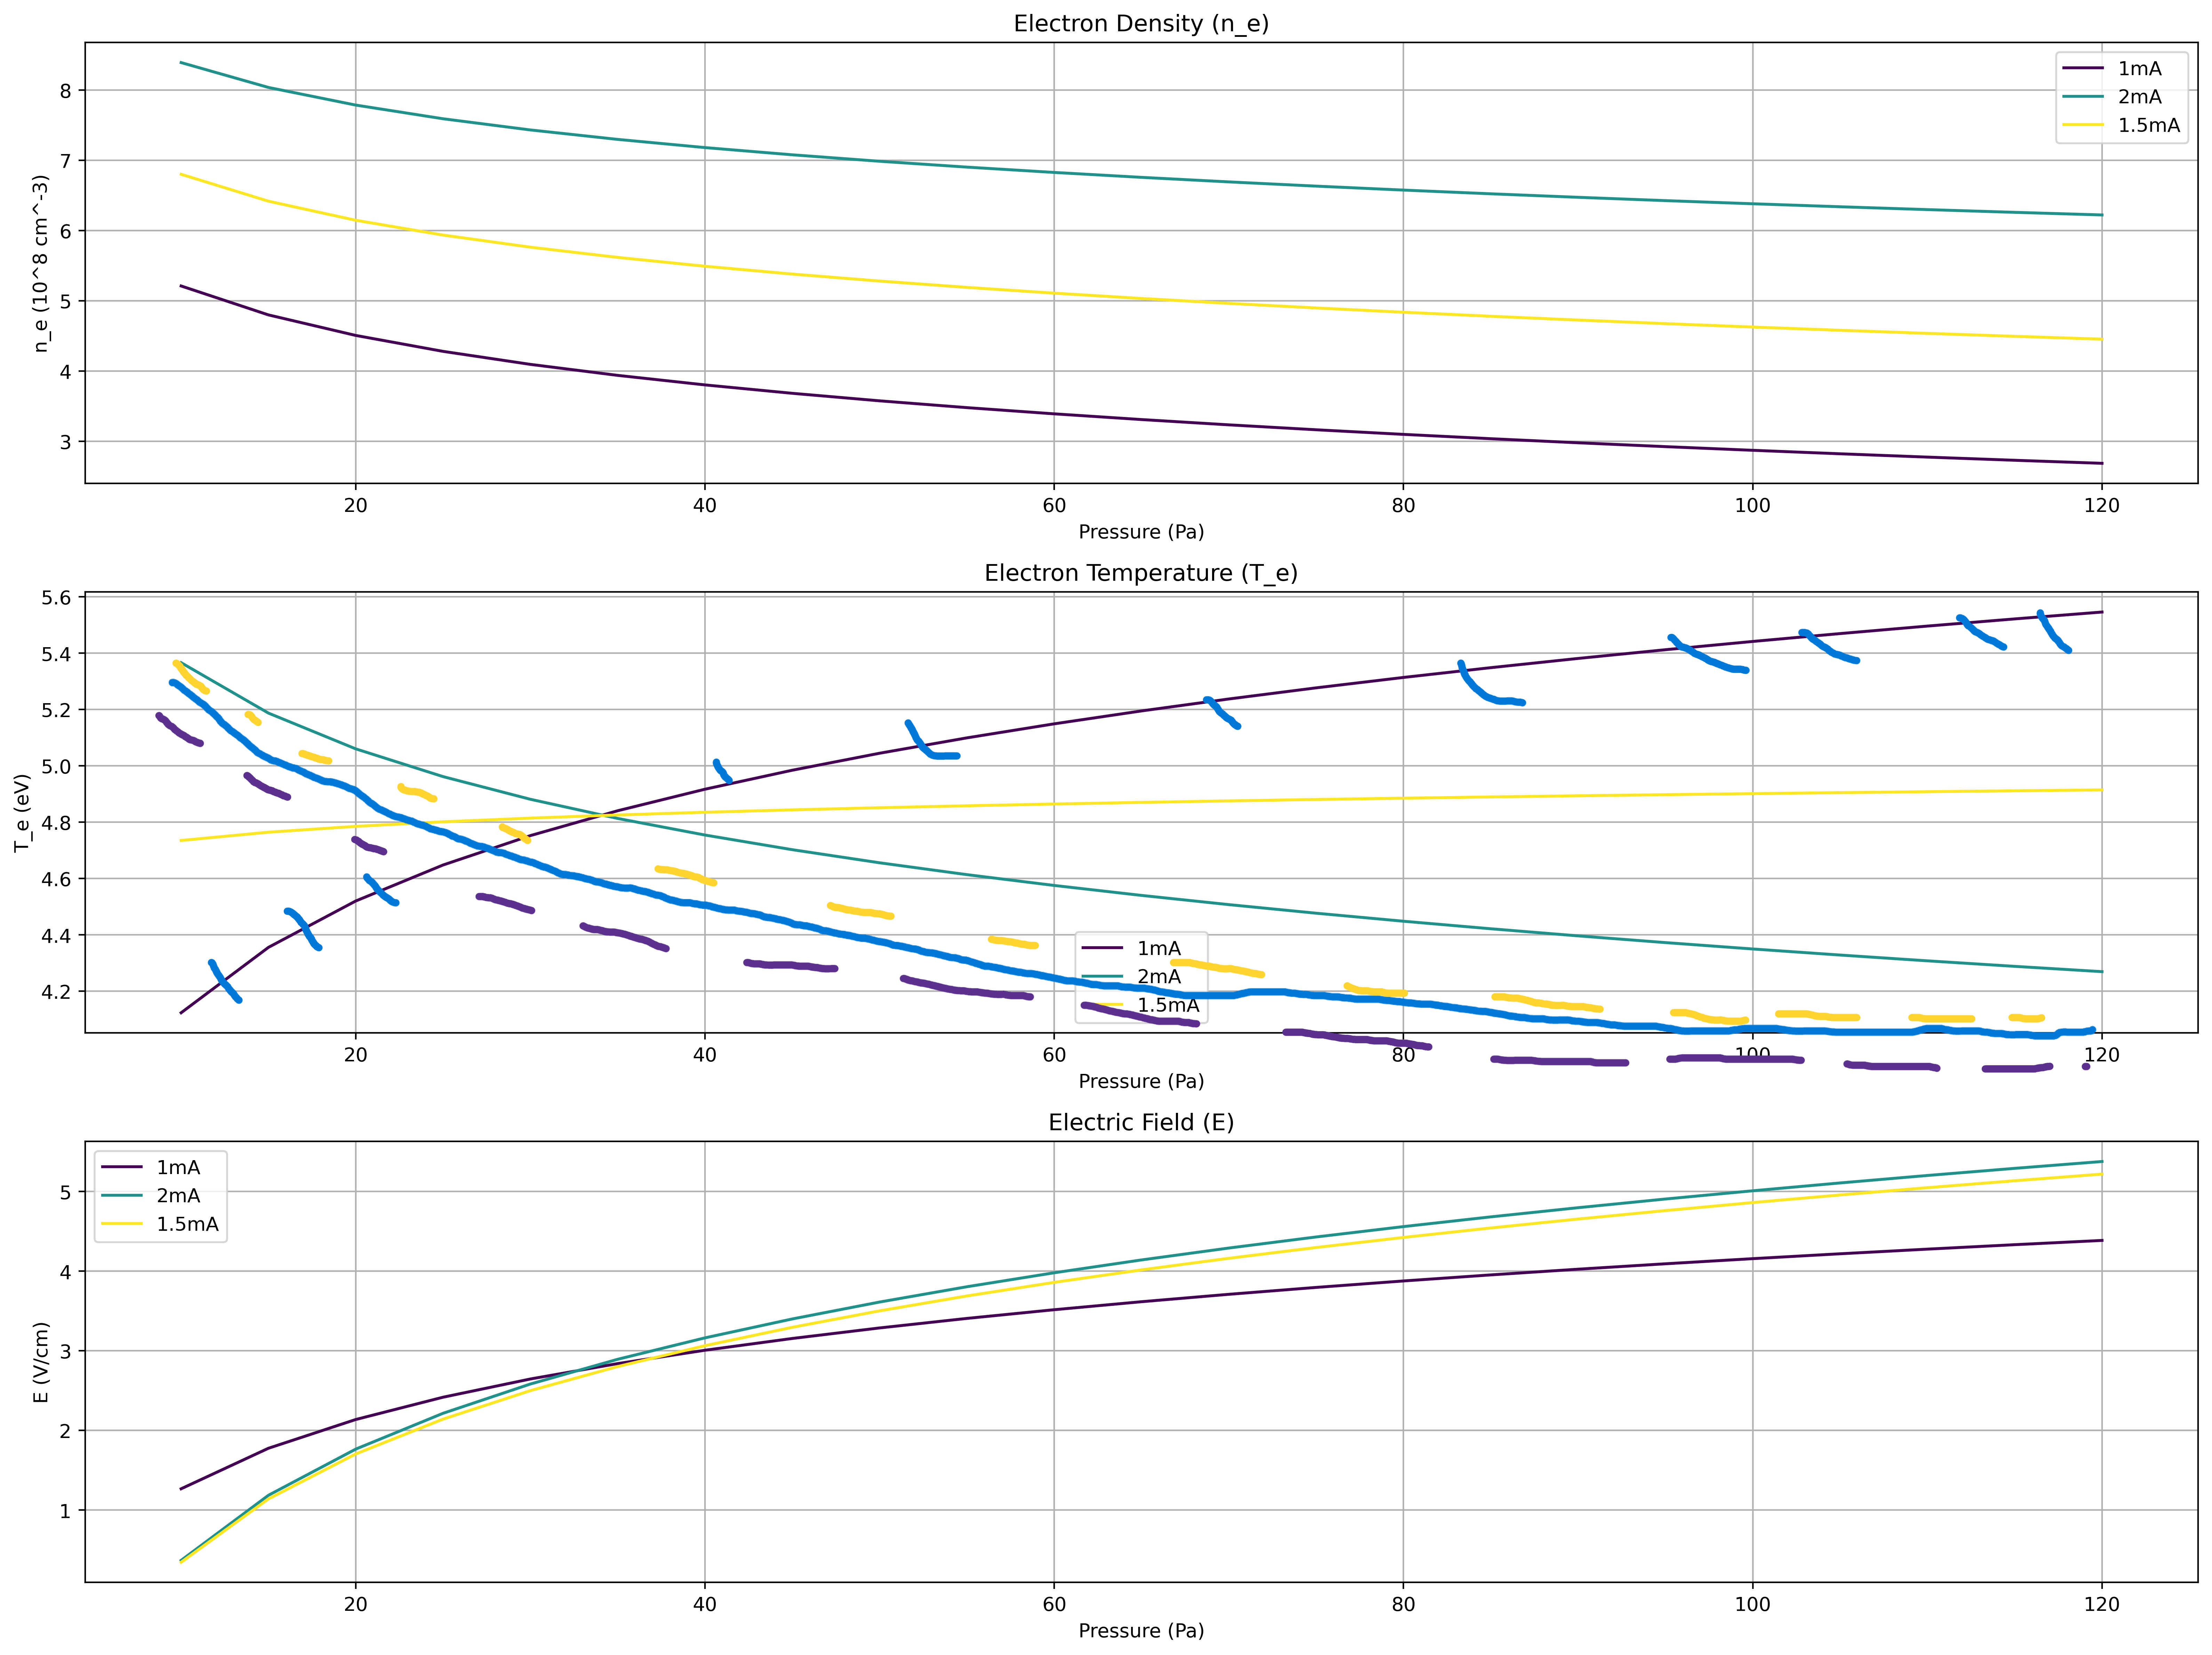 Electron Density (n_e)
n_e (10^8 cm^-3)
8
7
6
5
4
3
1mA
2mA
1.5mA
20 40 60 80 100 120
Pressure (Pa)
Electron Temperature (T_e)
T_e (eV)
5.6
5.4
5.2
5.0
4.8
4.6
4.4
4.2
1mA
2mA
1.5mA
20 40 60 80 100 120
Pressure (Pa)
Electric Field (E)
E (V/cm)
5
4
3
2
1
1mA
2mA
1.5mA
20 40 60 80 100 120
Pressure (Pa)